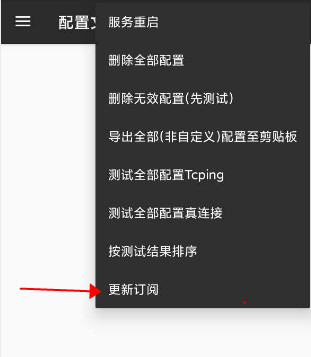 配置文
服务重启
删除全部配置
删除无效配置(先测试)
导出全部(非自定义)配置至剪贴板
测试全部配置Tcping
测试全部配置真连接
按测试结果排序
更新订阅